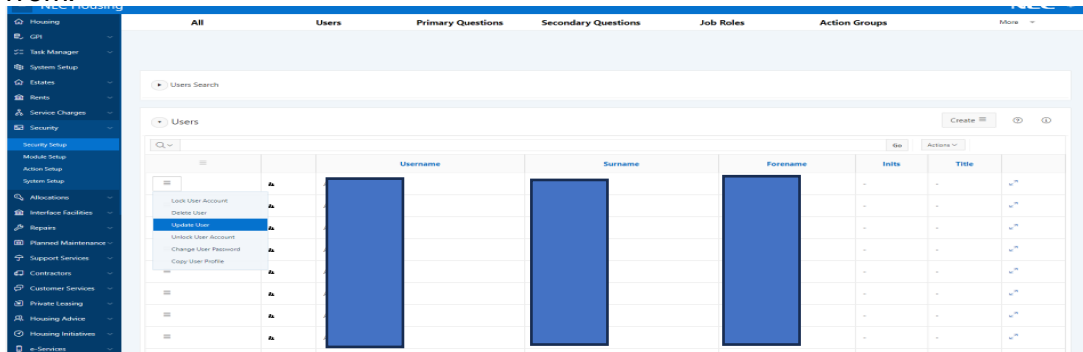 from.
NEC Housing
NEC
Housing
GPI
Task Manager
System Setup
Estates
Rents
Service Charges
Security
Security Setup
Module Setup
Action Setup
System Setup
Allocations
Interface Facilities
Repairs
Planned Maintenance
Support Services
Contractors
Customer Services
Private Leasing
Housing Advice
Housing Initiatives
e-Services
All Users Primary Questions Secondary Questions Job Roles Action Groups More
Users Search
Users Create
Go Actions
Username Surname Forename Inits Title
Lock User Account
Delete User
Update User
Unlock User Account
Change User Password
Copy User Profile